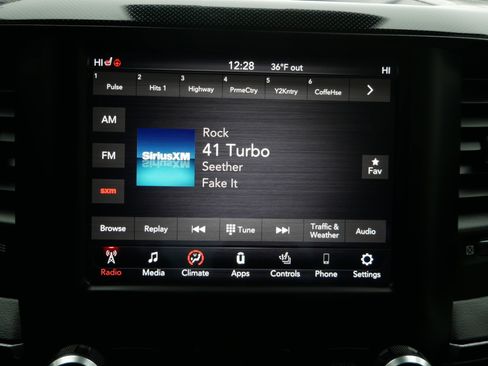 HI 12:28 36°F out HI
1 Pulse 2 Hits 1 3 Highway 4 PrmeCtry 5 Y2Kntry 6 CoffeHse
AM
FM
sxm
SiriusXM
Rock
41 Turbo
Seether
Fake It
Fav
Browse Replay Tune Traffic & Weather Audio
Radio Media Climate Apps Controls Phone Settings